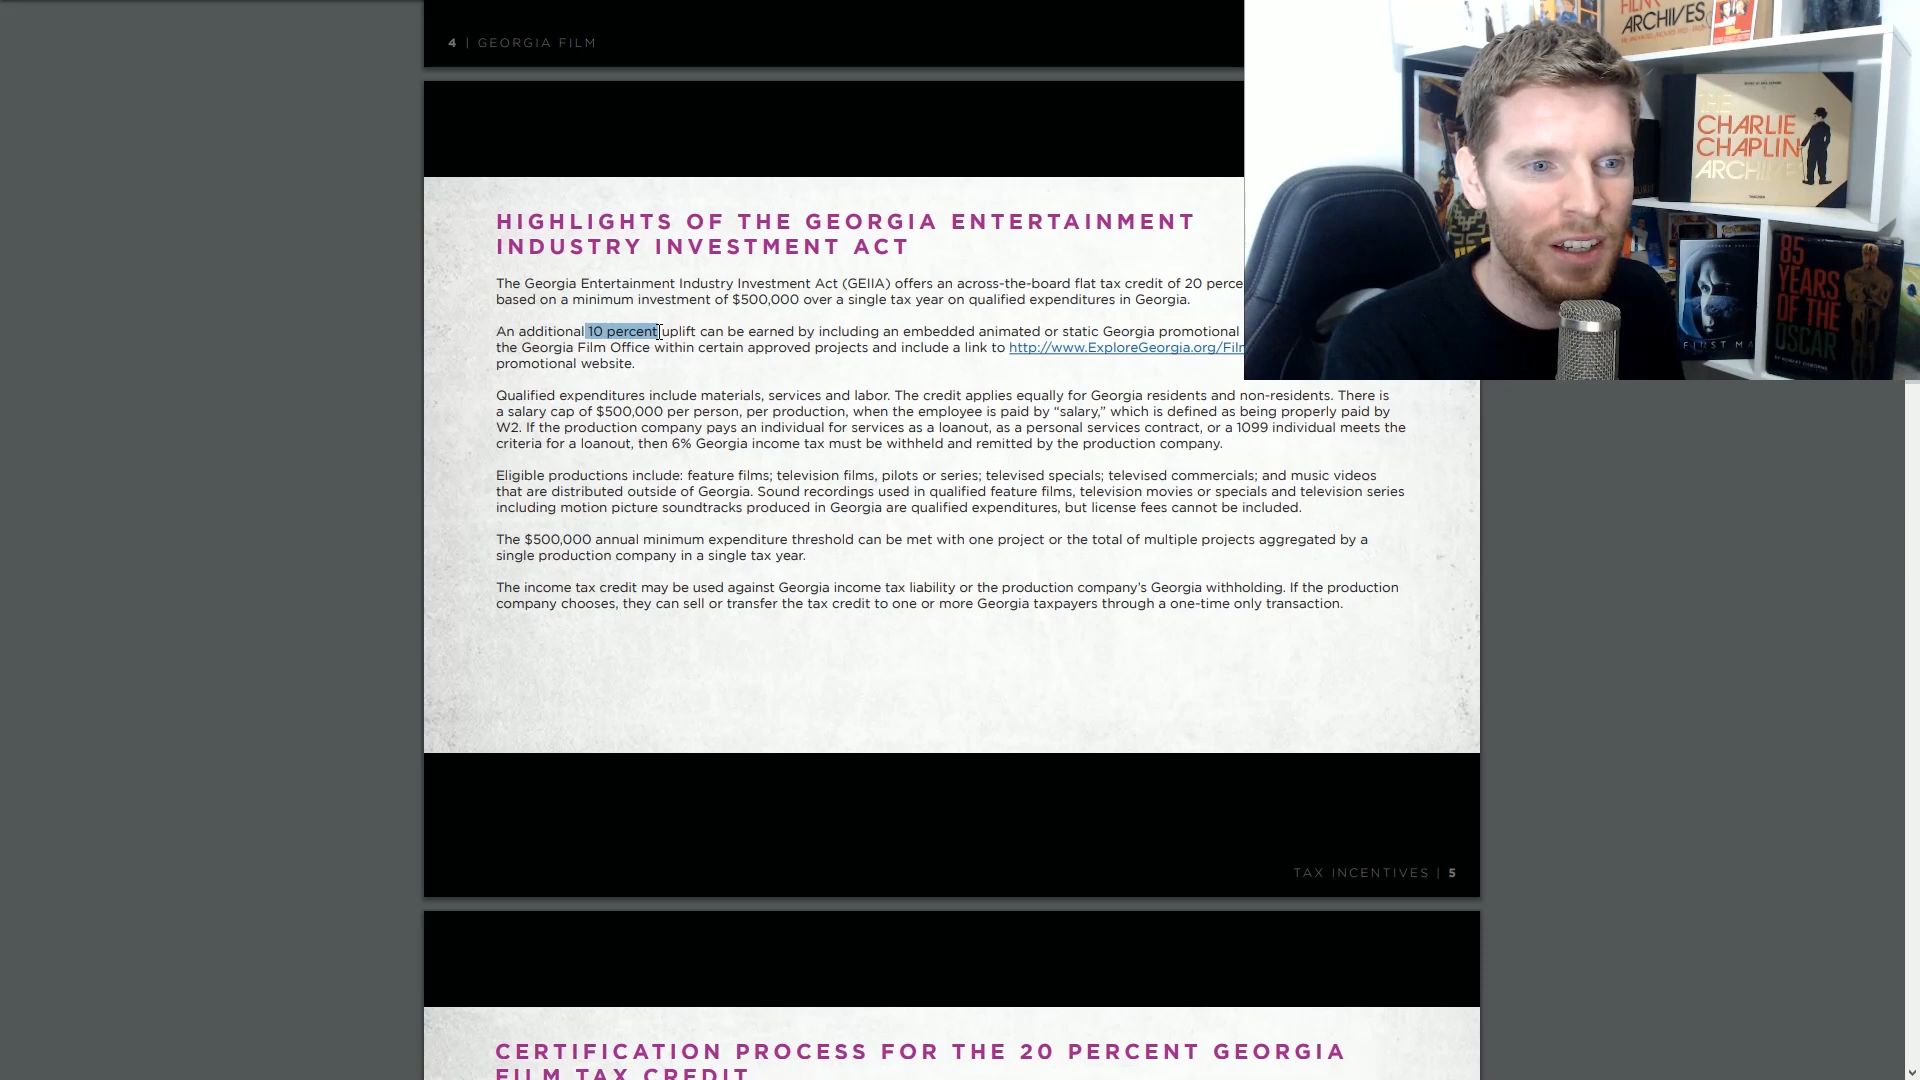 4 | GEORGIA FILM
HIGHLIGHTS OF THE GEORGIA ENTERTAINMENT
INDUSTRY INVESTMENT ACT
The Georgia Entertainment Industry Investment Act (GEIIA) offers an across-the-board flat tax credit of 20 perce
based on a minimum investment of $500,000 over a single tax year on qualified expenditures in Georgia.
An additional 10 percent uplift can be earned by including an embedded animated or static Georgia promotional
the Georgia Film Office within certain approved projects and include a link to http://www.ExploreGeorgia.org/Film
promotional website.
Qualified expenditures include materials, services and labor. The credit applies equally for Georgia residents and non-residents. There is
a salary cap of $500,000 per person, per production, when the employee is paid by “salary,” which is defined as being properly paid by
W2. If the production company pays an individual for services as a loanout, as a personal services contract, or a 1099 individual meets the
criteria for a loanout, then 6% Georgia income tax must be withheld and remitted by the production company.
Eligible productions include: feature films; television films, pilots or series; televised specials; televised commercials; and music videos
that are distributed outside of Georgia. Sound recordings used in qualified feature films, television movies or specials and television series
including motion picture soundtracks produced in Georgia are qualified expenditures, but license fees cannot be included.
The $500,000 annual minimum expenditure threshold can be met with one project or the total of multiple projects aggregated by a
single production company in a single tax year.
The income tax credit may be used against Georgia income tax liability or the production company’s Georgia withholding. If the production
company chooses, they can sell or transfer the tax credit to one or more Georgia taxpayers through a one-time only transaction.
TAX INCENTIVES | 5
CERTIFICATION PROCESS FOR THE 20 PERCENT GEORGIA
FILM TAX CREDIT
FILM
ARCHIVES
THE
CHARLIE
CHAPLIN
ARCHIVES
FIRST MA
85
YEARS
OF THE
OSCAR